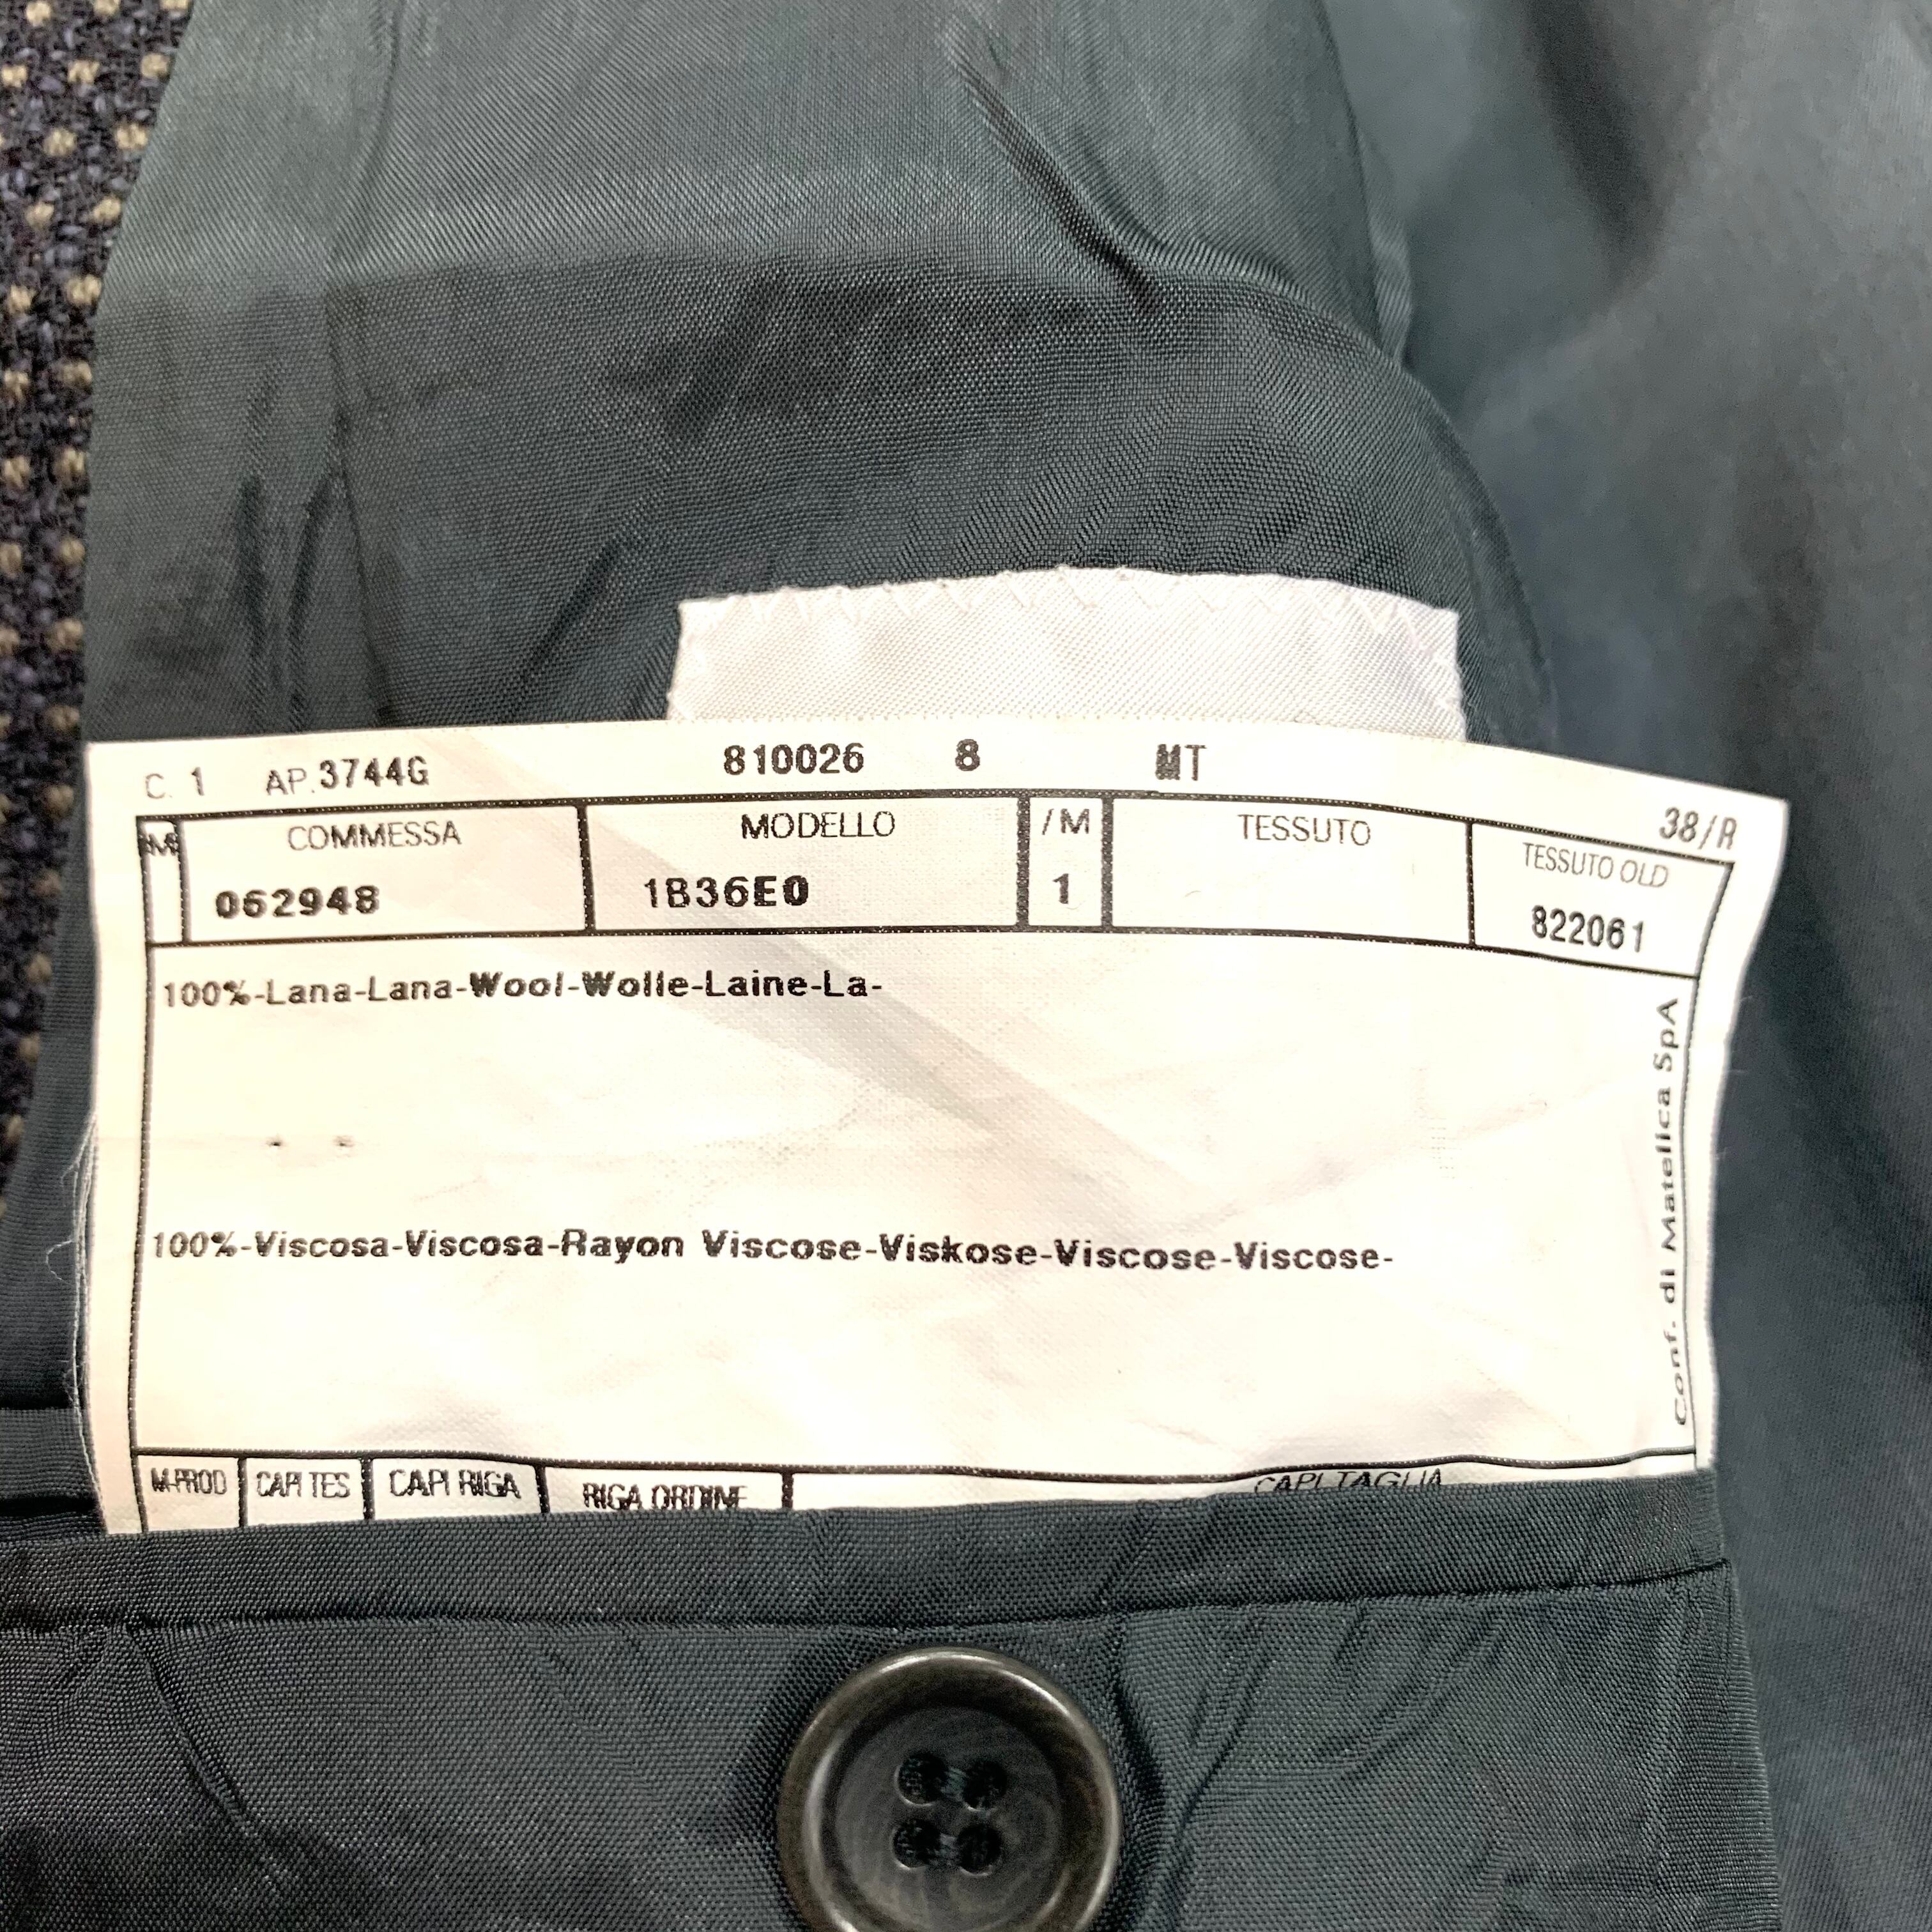 C. 1 AP.3744G 810026 8 MT
38/R
COMMESSA MODELLO /M TESSUTO TESSUTO OLD
062948 1B36E0 1 822061
100%-Lana-Lana-Wool-Wolle-Laine-La-
100%-Viscosa-Viscosa-Rayon Viscose-Viskose-Viscose-Viscose-
Conf. di Matelica SpA
M-PROD CAPI TES CAPI RIGA RIGA ORDINE CAPI TAGLIA